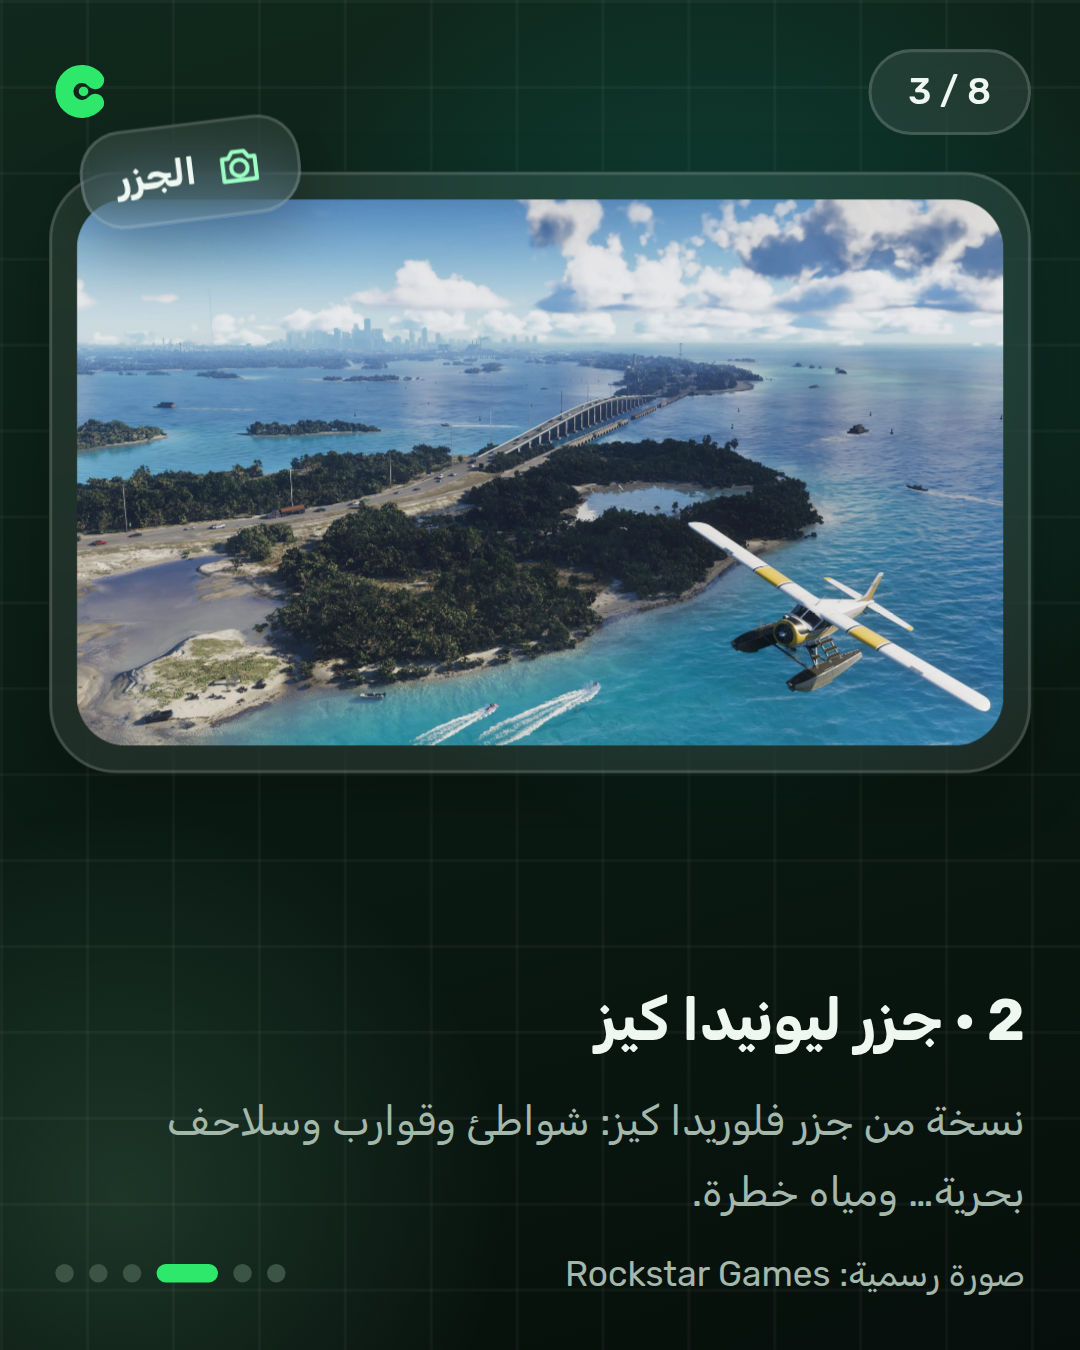 3 / 8
الجزر
2 • جزر ليونيدا كيز
نسخة من جزر فلوريدا كيز: شواطئ وقوارب وسلاحف
بحرية... ومياه خطرة.
صورة رسمية: Rockstar Games